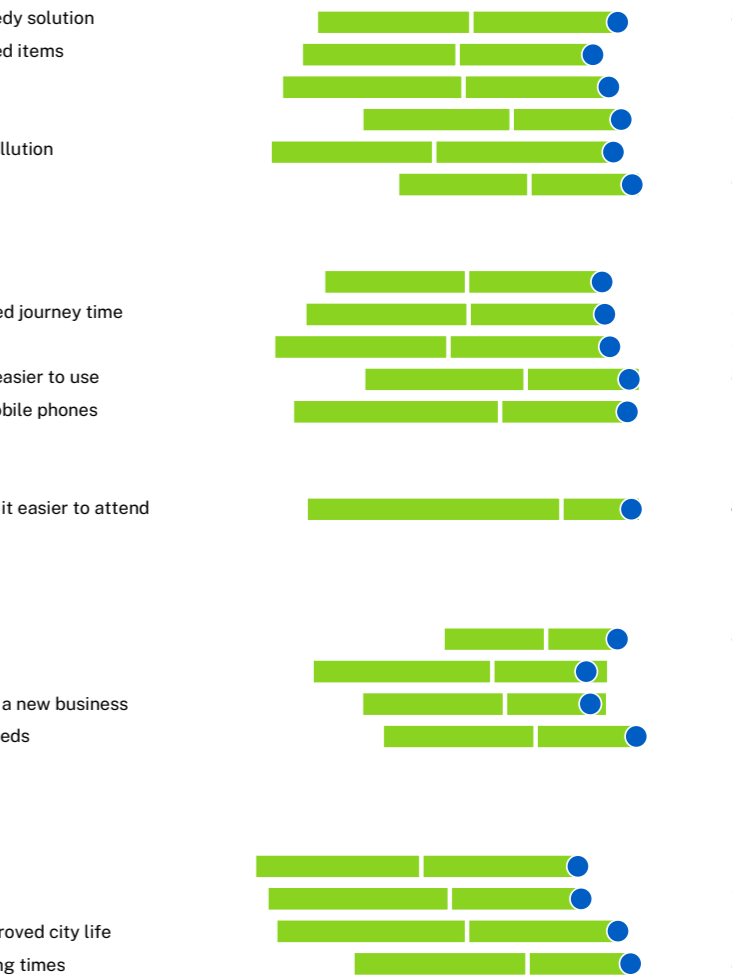 edy solution
ed items
llution
ed journey time
easier to use
obile phones
it easier to attend
a new business
eds
roved city life
ng times